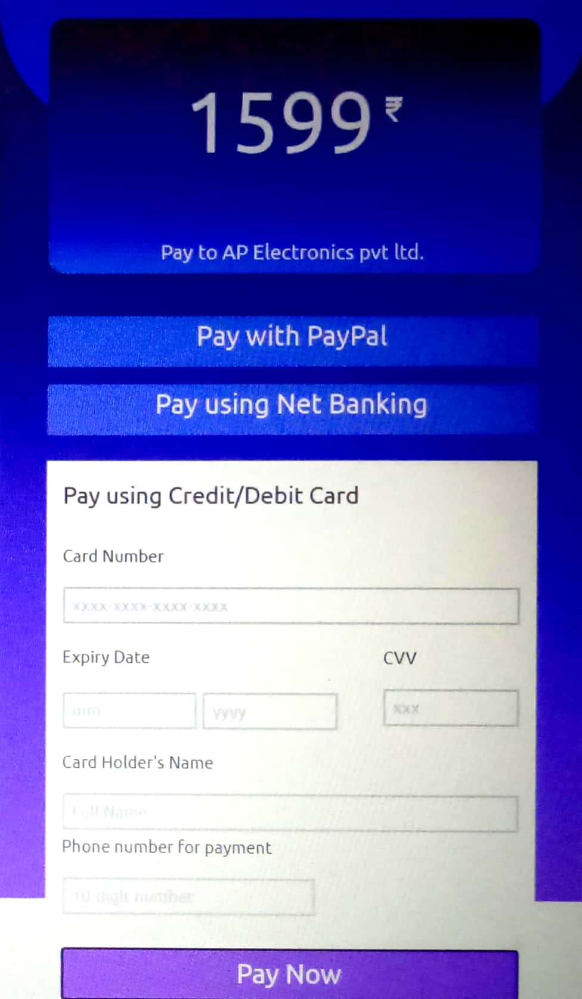 1599 ₹
Pay to AP Electronics pvt ltd.
Pay with PayPal
Pay using Net Banking
Pay using Credit/Debit Card
Card Number
xxxx-xxxx-xxxx-xxxx
Expiry Date CVV
mm yyyy xxx
Card Holder's Name
Full Name
Phone number for payment
10-digit number
Pay Now